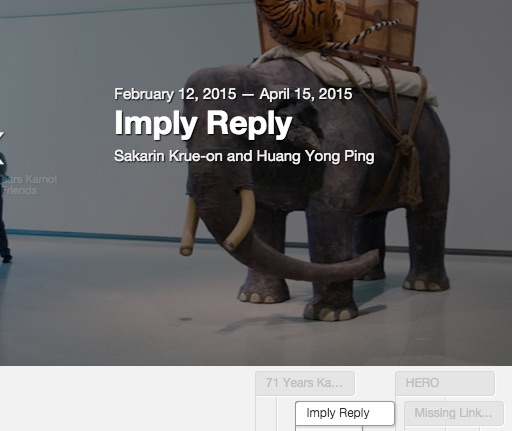 February 12, 2015 — April 15, 2015
Imply Reply
Sakarin Krue-on and Huang Yong Ping
ars Kamol
Friends
71 Years Ka...
HERO
Imply Reply
Missing Link...